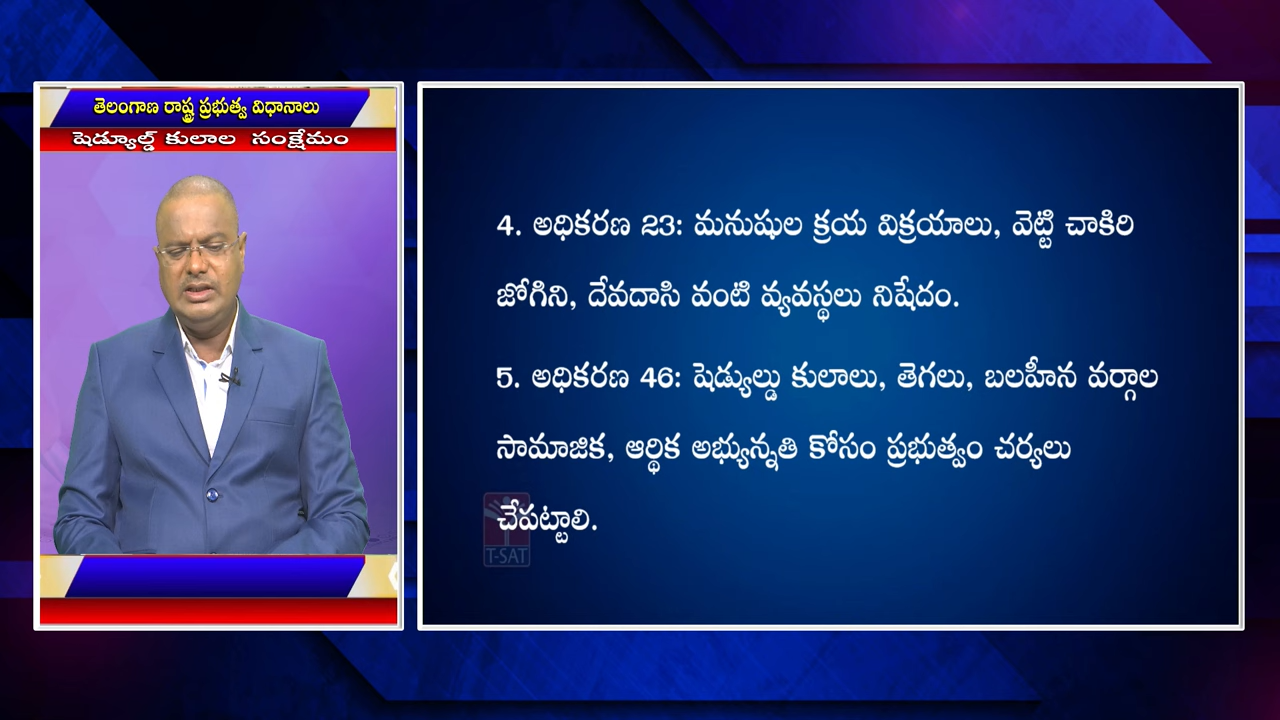 తెలంగాణ రాష్ట్ర ప్రభుత్వ విధానాలు
షెడ్యూల్డ్ కులాల సంక్షేమం
4. అధికరణ 23: మనుషుల క్రయ విక్రయాలు, వెట్టి చాకిరి
జోగిని, దేవదాసి వంటి వ్యవస్థలు నిషేదం.
5. అధికరణ 46: షెడ్యుల్డు కులాలు, తెగలు, బలహీన వర్గాల
సామాజిక, ఆర్థిక అభ్యున్నతి కోసం ప్రభుత్వం చర్యలు
చేపట్టాలి.
T-SAT